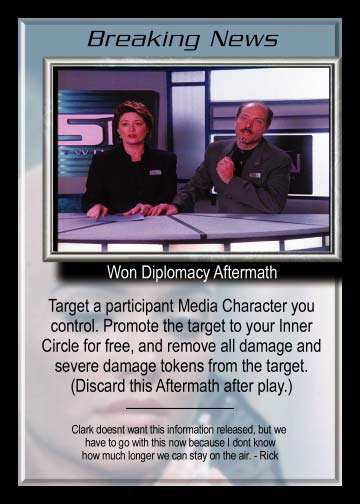 Breaking News
Won Diplomacy Aftermath
Target a participant Media Character you
control. Promote the target to your Inner
Circle for free, and remove all damage and
severe damage tokens from the target.
(Discard this Aftermath after play.)
Clark doesnt want this information released, but we
have to go with this now because I dont know
how much longer we can stay on the air. - Rick